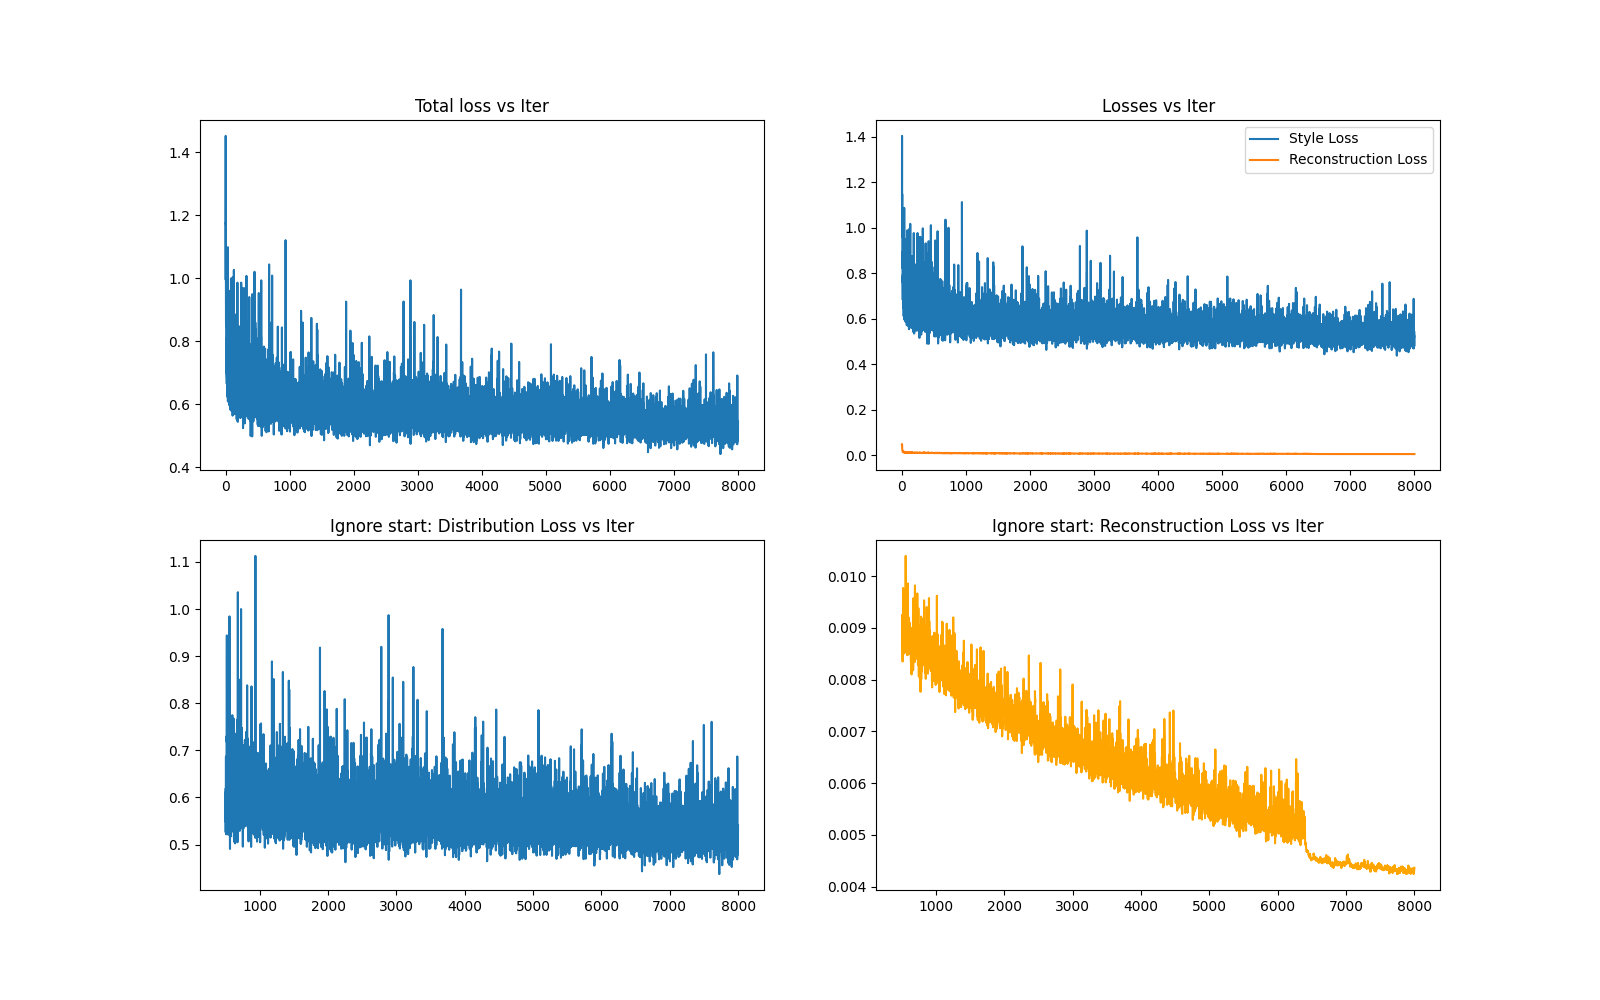 Total loss vs Iter
1.4
1.2
1.0
0.8
0.6
0.4
0 1000 2000 3000 4000 5000 6000 7000 8000
Losses vs Iter
Style Loss
Reconstruction Loss
1.4
1.2
1.0
0.8
0.6
0.4
0.2
0.0
0 1000 2000 3000 4000 5000 6000 7000 8000
Ignore start: Distribution Loss vs Iter
1.1
1.0
0.9
0.8
0.7
0.6
0.5
1000 2000 3000 4000 5000 6000 7000 8000
Ignore start: Reconstruction Loss vs Iter
0.010
0.009
0.008
0.007
0.006
0.005
0.004
1000 2000 3000 4000 5000 6000 7000 8000